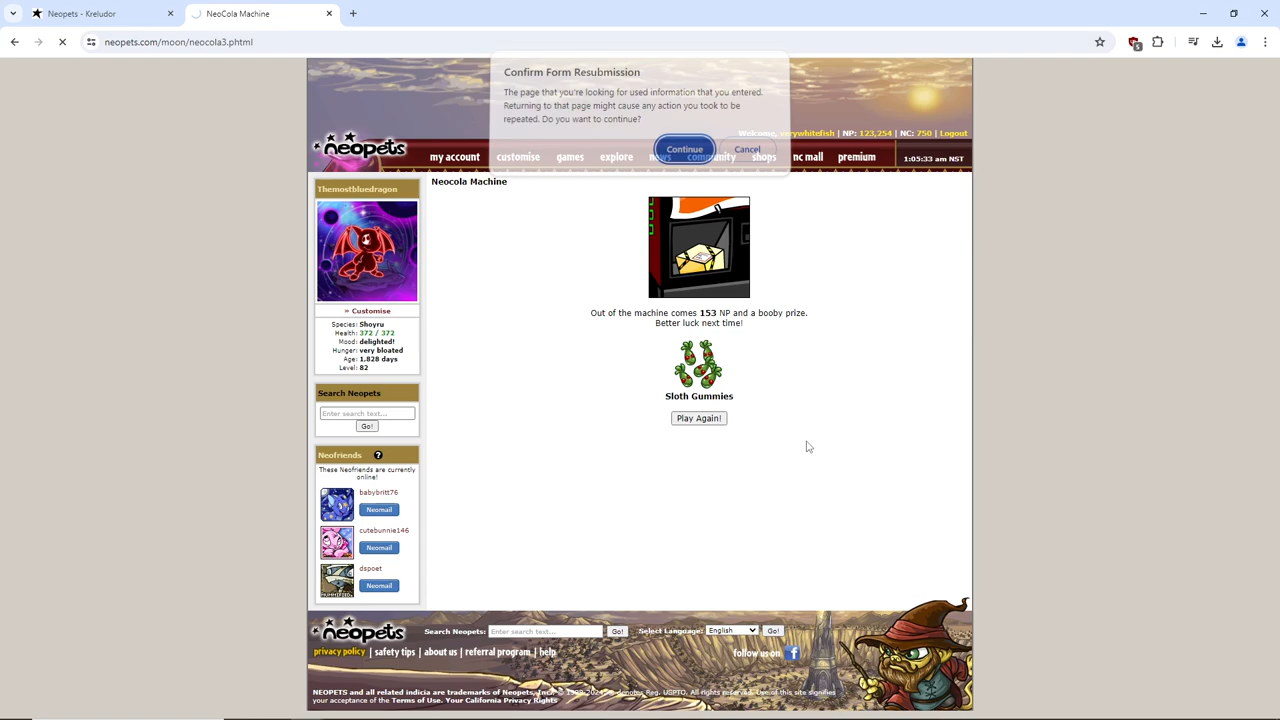 Neopets - Kreludor
NeoCola Machine
neopets.com/moon/neocola3.phtml
Confirm Form Resubmission
The page that you're looking for used information that you entered.
Returning to that page might cause any action you took to be
repeated. Do you want to continue?
Continue
Cancel
Welcome, verywhitefish | NP: 123,254 | NC: 750 | Logout
neopets
my account customise games explore news community shops nc mall premium 1:05:33 am NST
Themostbluedragon
» Customise
Species: Shoyru
Health: 372 / 372
Mood: delighted!
Hunger: very bloated
Age: 1,828 days
Level: 82
Search Neopets
Enter search text...
Go!
Neofriends ?
These Neofriends are currently
online!
babybritt76
Neomail
cutebunnie146
Neomail
dspoet
Neomail
Neocola Machine
Out of the machine comes 153 NP and a booby prize.
Better luck next time!
Sloth Gummies
Play Again!
neopets
Search Neopets: Enter search text... Go! Select Language: English Go!
privacy policy | safety tips | about us | referral program | help
follow us on f
NEOPETS and all related indicia are trademarks of Neopets, Inc., © 1999-2024. ® denotes Reg. USPTO. All rights reserved. Use of this site signifies
your acceptance of the Terms of Use. Your California Privacy Rights